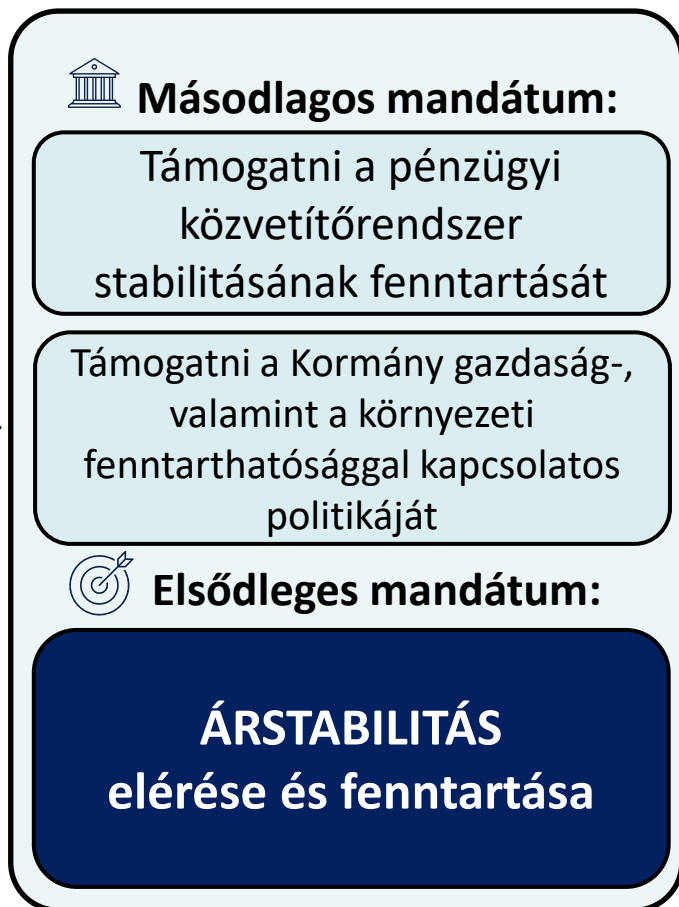 Másodlagos mandátum:
Támogatni a pénzügyi
közvetítőrendszer
stabilitásának fenntartását
Támogatni a Kormány gazdaság-,
valamint a környezeti
fenntarthatósággal kapcsolatos
politikáját
Elsődleges mandátum:
ÁRSTABILITÁS
elérése és fenntartása